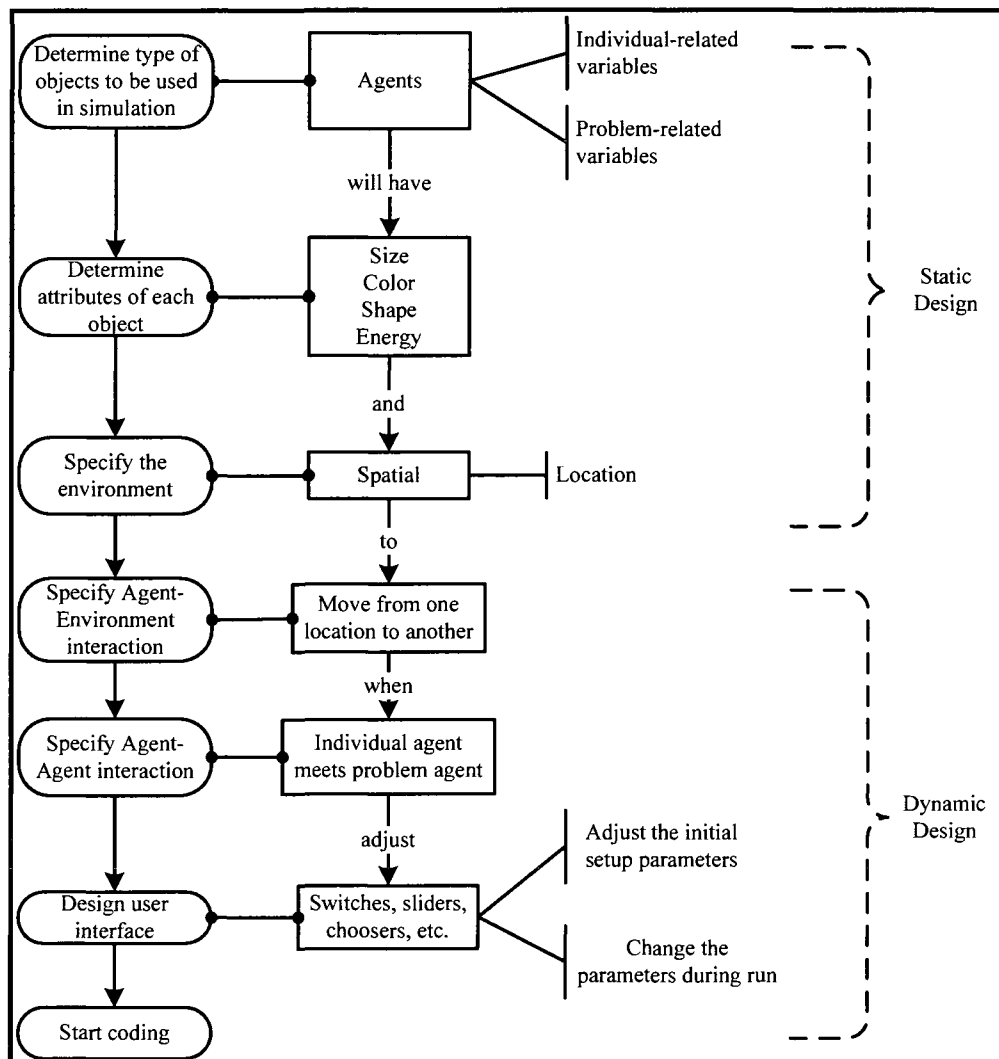 Determine type of
objects to be used
in simulation
Agents
Individual-related
variables
Problem-related
variables
will have
Determine
attributes of each
object
Size
Color
Shape
Energy
Static
Design
and
Specify the
environment
Spatial
Location
to
Specify Agent-
Environment
interaction
Move from one
location to another
when
Specify Agent-
Agent interaction
Individual agent
meets problem agent
Dynamic
Design
adjust
Adjust the initial
setup parameters
Design user
interface
Switches, sliders,
choosers, etc.
Change the
parameters during run
Start coding